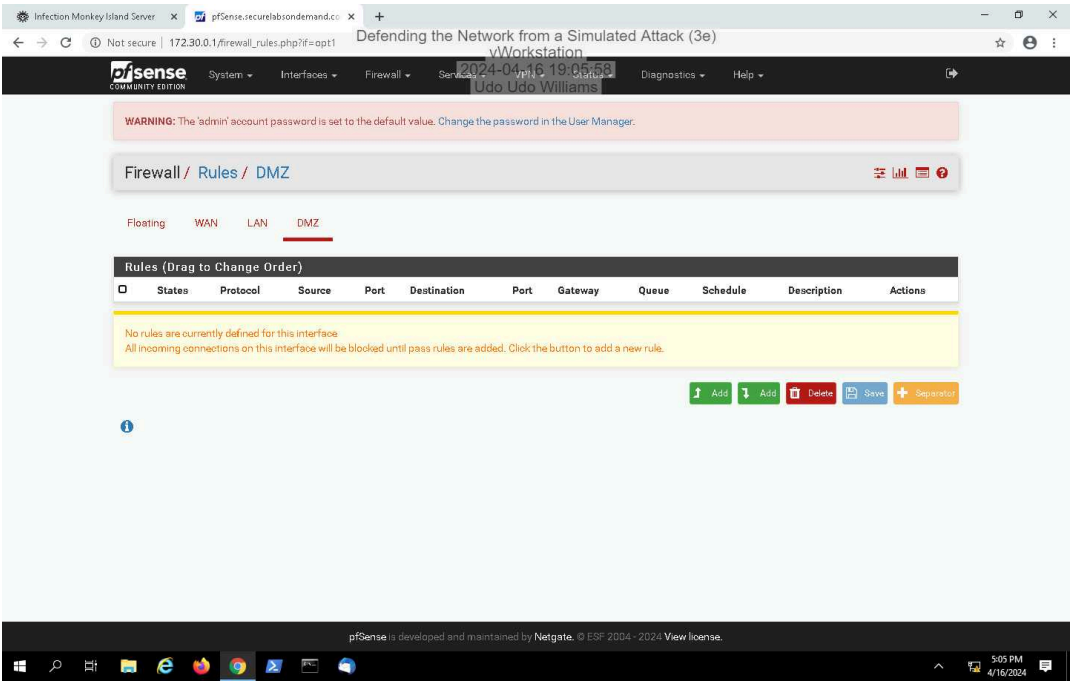 Infection Monkey Island Server
pfSense.securelabsondemand.co
Not secure | 172.30.0.1/firewall_rules.php?if=opt1
Defending the Network from a Simulated Attack (3e)
vWorkstation
2024-04-16 19:05:58
Udo Udo Williams
pfsense
COMMUNITY EDITION
System Interfaces Firewall Services VPN Status Diagnostics Help
WARNING: The 'admin' account password is set to the default value. Change the password in the User Manager.
Firewall / Rules / DMZ
Floating WAN LAN DMZ
Rules (Drag to Change Order)
States Protocol Source Port Destination Port Gateway Queue Schedule Description Actions
No rules are currently defined for this interface
All incoming connections on this interface will be blocked until pass rules are added. Click the button to add a new rule.
Add Add Delete Save Separator
pfSense is developed and maintained by Netgate. © ESF 2004 - 2024 View license.
5:05 PM
4/16/2024